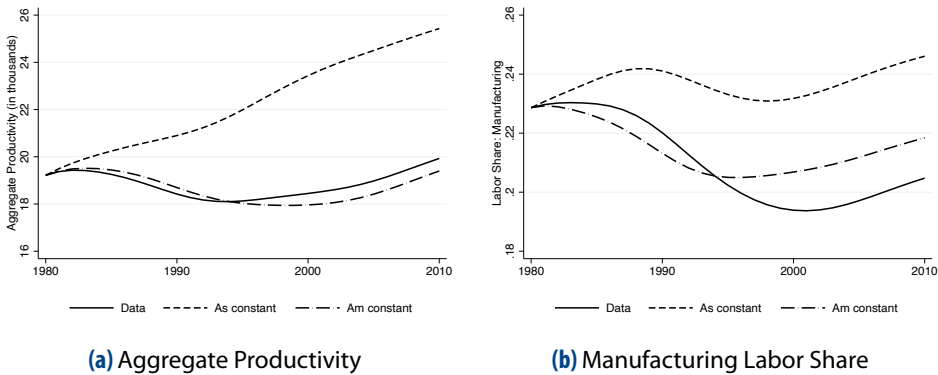 Aggregate Productivity (in thousands)
26
24
22
20
18
16
1980 1990 2000 2010
Data As constant Am constant
(a) Aggregate Productivity
Labor Share: Manufacturing
.26
.24
.22
.2
.18
1980 1990 2000 2010
Data As constant Am constant
(b) Manufacturing Labor Share